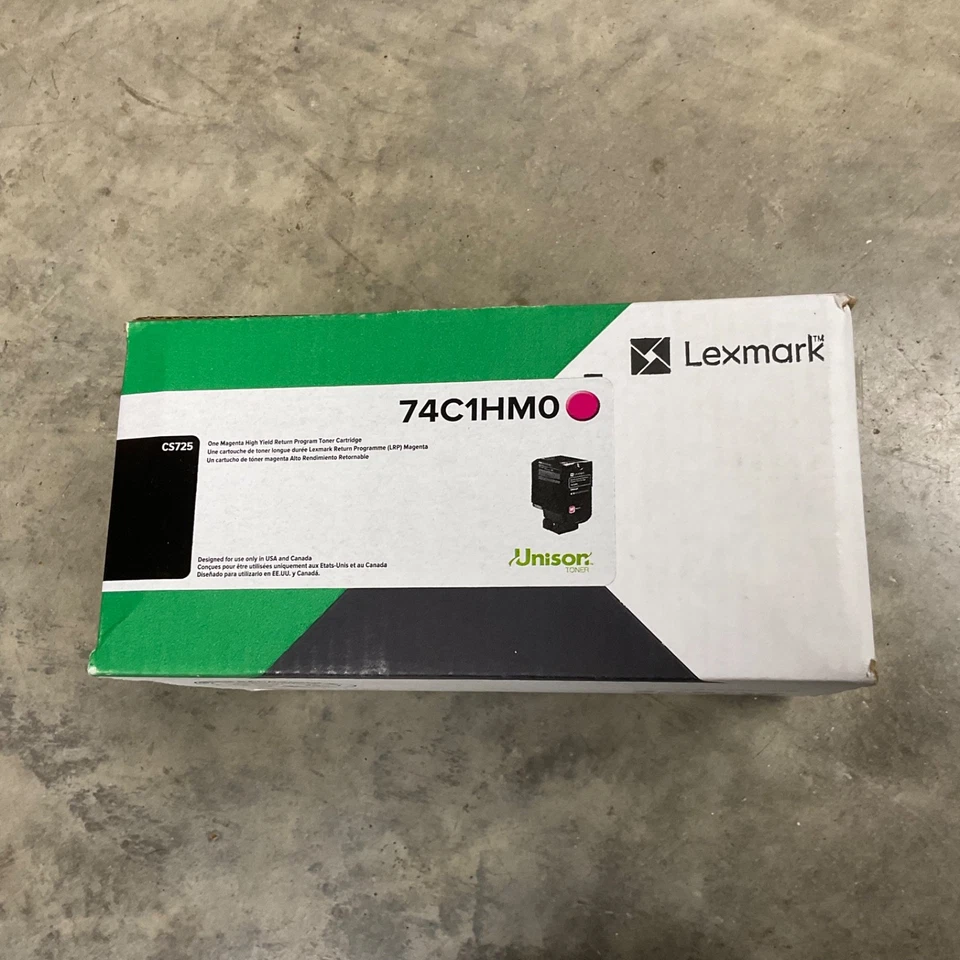 Lexmark™
74C1HM0
CS725
One Magenta High Yield Return Program Toner Cartridge
Une cartouche de toner longue durée Lexmark Return Programme (LRP) Magenta
Un cartucho de tóner magenta Alto Rendimiento Retornable
Unison
TONER
Designed for use only in USA and Canada
Conçues pour être utilisées uniquement aux Etats-Unis et au Canada
Diseñado para utilizarlo en EE.UU. y Canadá.